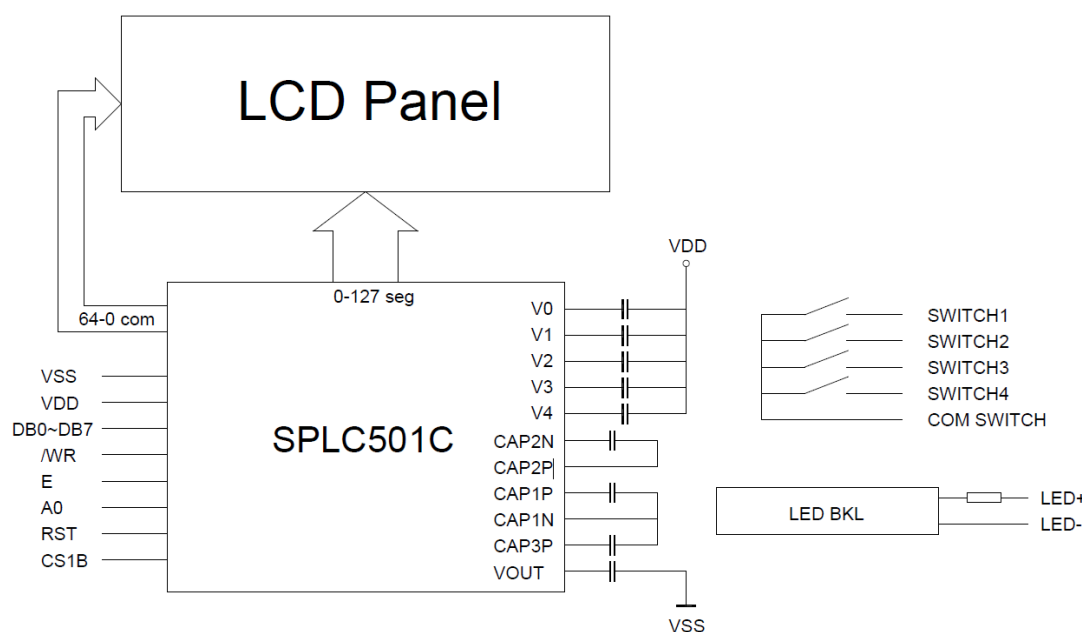 LCD Panel
0-127 seg
64-0 com
SPLC501C
VSS
VDD
DB0~DB7
/WR
E
A0
RST
CS1B
V0
V1
V2
V3
V4
CAP2N
CAP2P
CAP1P
CAP1N
CAP3P
VOUT
VDD
VSS
SWITCH1
SWITCH2
SWITCH3
SWITCH4
COM SWITCH
LED BKL
LED+
LED-